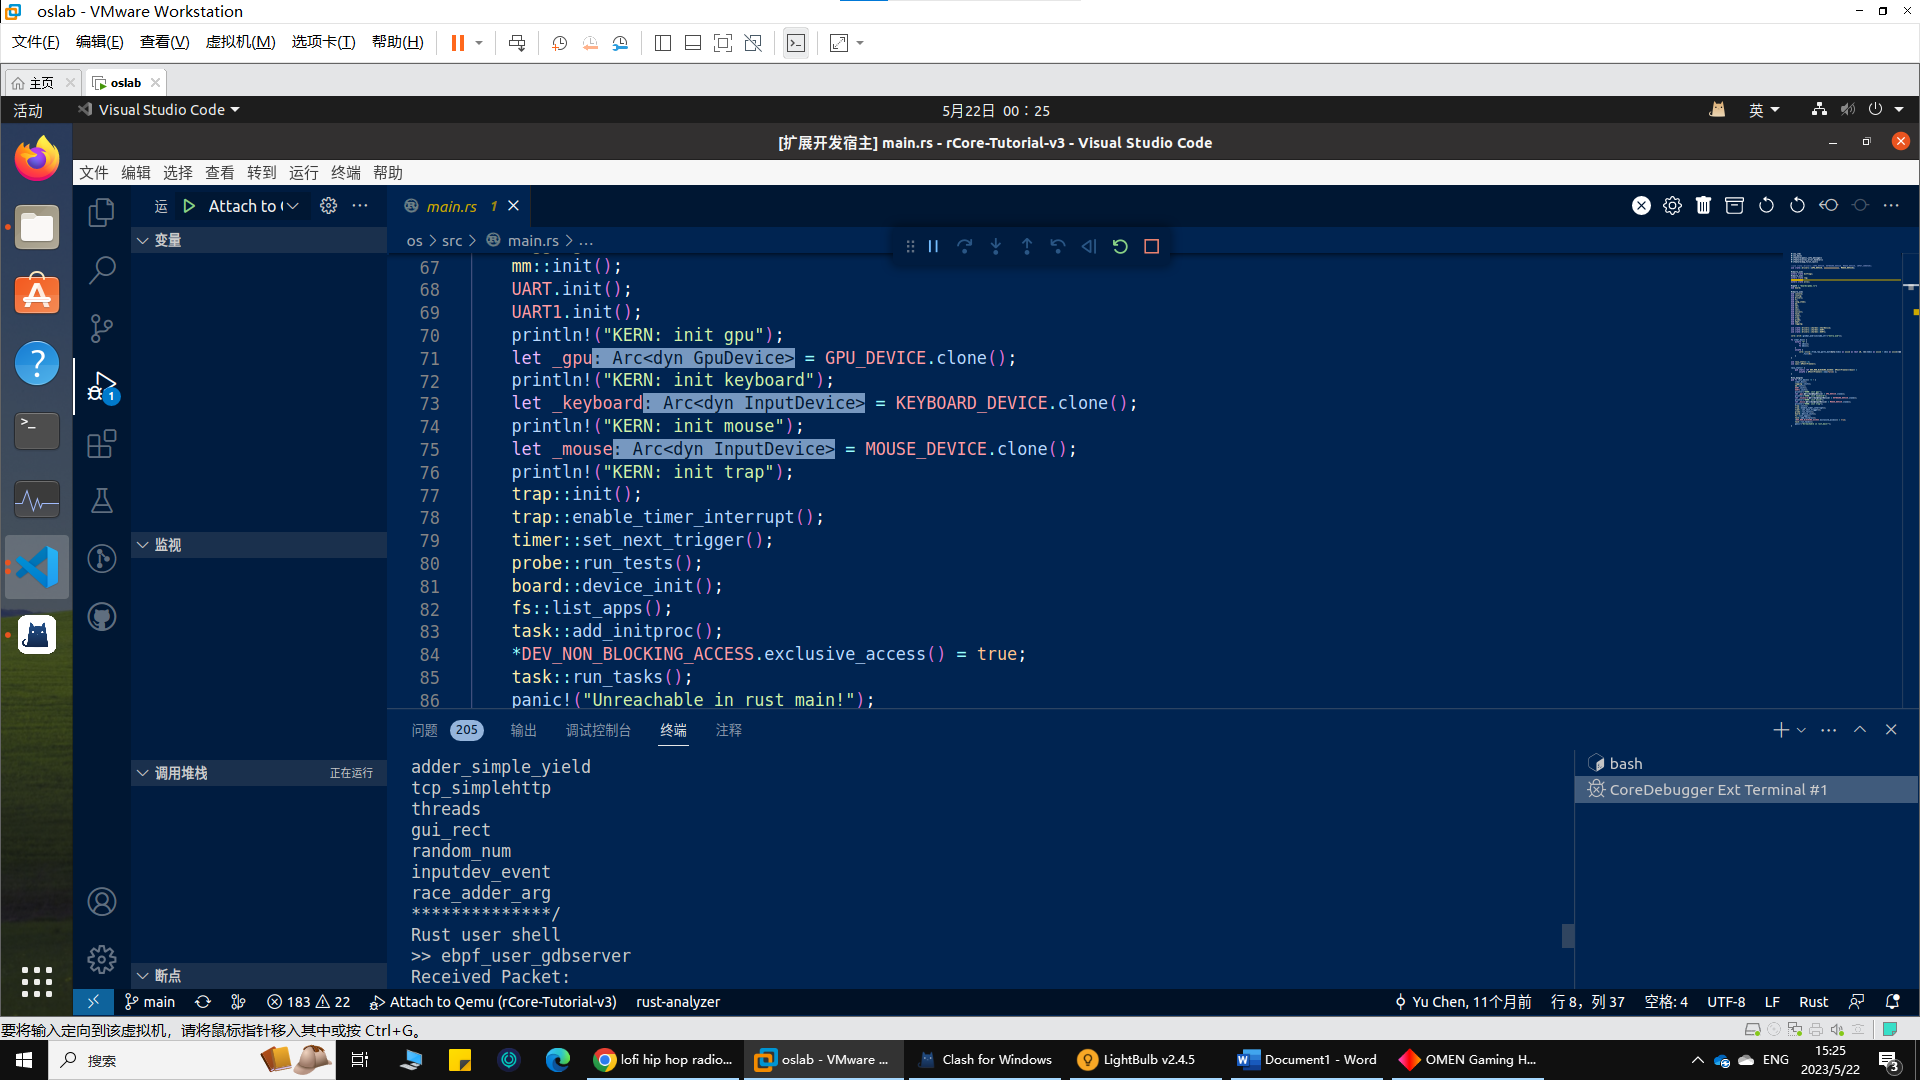 oslab - VMware Workstation
文件(F) 编辑(E) 查看(V) 虚拟机(M) 选项卡(T) 帮助(H)
主页 oslab
活动 Visual Studio Code 5月22日 00：25 英
[扩展开发宿主] main.rs - rCore-Tutorial-v3 - Visual Studio Code
文件 编辑 选择 查看 转到 运行 终端 帮助
运 Attach to main.rs 1
变量
os > src > main.rs > ...
67 mm::init();
68 UART.init();
69 UART1.init();
70 println!("KERN: init gpu");
71 let _gpu: Arc<dyn GpuDevice> = GPU_DEVICE.clone();
72 println!("KERN: init keyboard");
73 let _keyboard: Arc<dyn InputDevice> = KEYBOARD_DEVICE.clone();
74 println!("KERN: init mouse");
75 let _mouse: Arc<dyn InputDevice> = MOUSE_DEVICE.clone();
76 println!("KERN: init trap");
77 trap::init();
78 trap::enable_timer_interrupt();
79 timer::set_next_trigger();
80 probe::run_tests();
81 board::device_init();
82 fs::list_apps();
83 task::add_initproc();
84 *DEV_NON_BLOCKING_ACCESS.exclusive_access() = true;
85 task::run_tasks();
86 panic!("Unreachable in rust_main!");
1
监视
调用堆栈 正在运行
断点
问题 205 输出 调试控制台 终端 注释
adder_simple_yield
tcp_simplehttp
threads
gui_rect
random_num
inputdev_event
race_adder_arg
**************/
Rust user shell
>> ebpf_user_gdbserver
Received Packet:
bash
CoreDebugger Ext Terminal #1
main 183 22 Attach to Qemu (rCore-Tutorial-v3) rust-analyzer Yu Chen, 11个月前 行 8，列 37 空格: 4 UTF-8 LF Rust
要将输入定向到该虚拟机，请将鼠标指针移入其中或按 Ctrl+G。
搜索 lofi hip hop radio... oslab - VMware ... Clash for Windows LightBulb v2.4.5 Document1 - Word OMEN Gaming H... ENG 15:25
2023/5/22 3